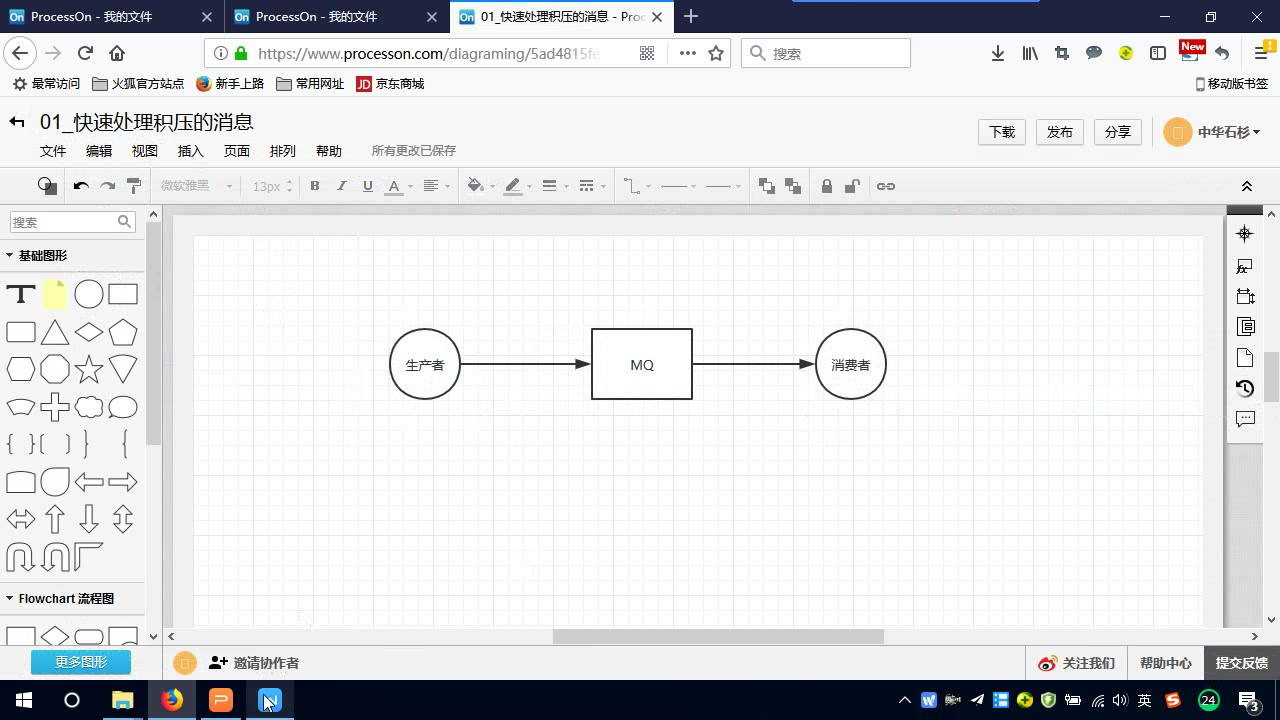 ProcessOn - 我的文件
ProcessOn - 我的文件
01_快速处理积压的消息 - Proc
https://www.processon.com/diagraming/5ad4815fe
搜索
New
最常访问
火狐官方站点
新手上路
常用网址
JD 京东商城
移动版书签
01_快速处理积压的消息
文件 编辑 视图 插入 页面 排列 帮助 所有更改已保存
下载 发布 分享 中华石杉
微软雅黑 13px B I U A
搜索
基础图形
生产者
MQ
消费者
Flowchart 流程图
更多图形
邀请协作者
关注我们
帮助中心
提交反馈
英
24
3